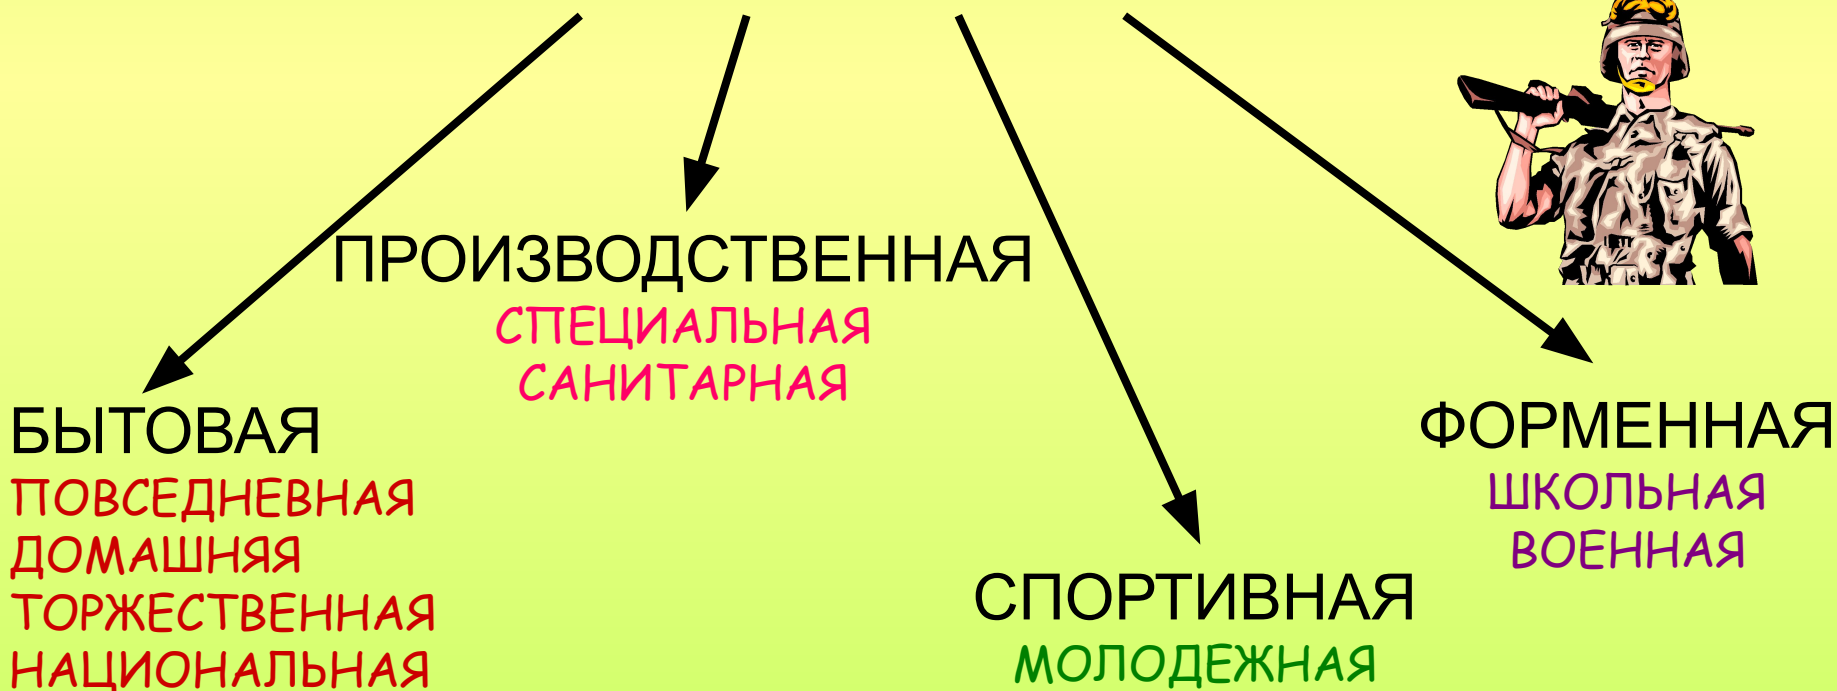 ПРОИЗВОДСТВЕННАЯ
СПЕЦИАЛЬНАЯ
САНИТАРНАЯ
БЫТОВАЯ
ПОВСЕДНЕВНАЯ
ДОМАШНЯЯ
ТОРЖЕСТВЕННАЯ
НАЦИОНАЛЬНАЯ
СПОРТИВНАЯ
МОЛОДЕЖНАЯ
ФОРМЕННАЯ
ШКОЛЬНАЯ
ВОЕННАЯ